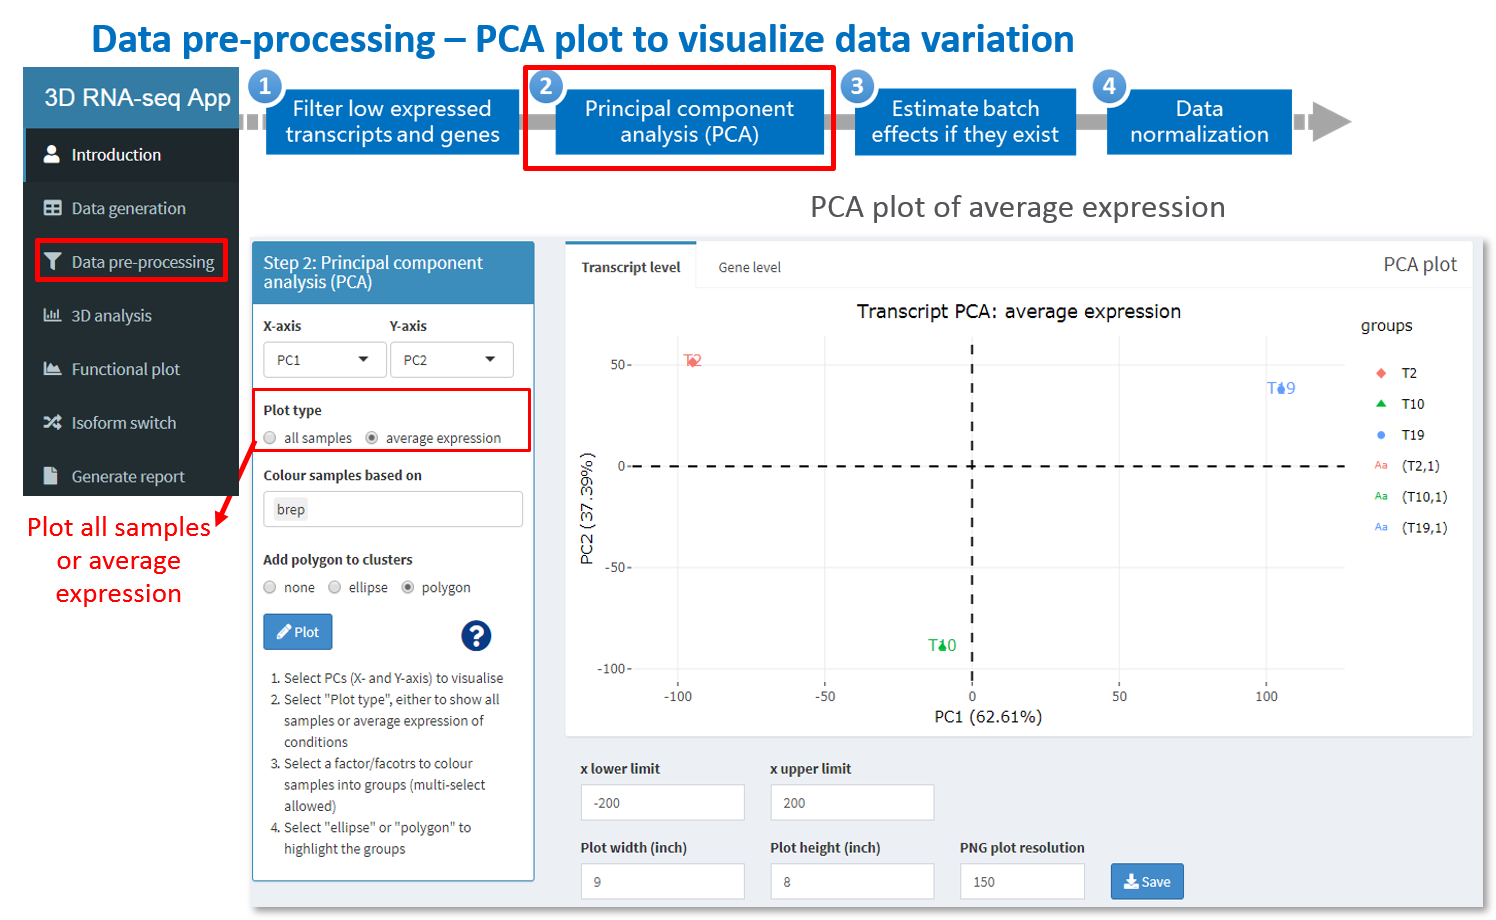 Data pre-processing – PCA plot to visualize data variation
3D RNA-seq App
Introduction
Data generation
Data pre-processing
3D analysis
Functional plot
Isoform switch
Generate report
1
Filter low expressed
transcripts and genes
2
Principal component
analysis (PCA)
3
Estimate batch
effects if they exist
4
Data
normalization
PCA plot of average expression
Plot all samples
or average
expression
Step 2: Principal component
analysis (PCA)
X-axis
Y-axis
PC1
PC2
Plot type
all samples
average expression
Colour samples based on
brep
Add polygon to clusters
none
ellipse
polygon
Plot
?
1. Select PCs (X- and Y-axis) to visualise
2. Select "Plot type", either to show all
samples or average expression of
conditions
3. Select a factor/facotrs to colour
samples into groups (multi-select
allowed)
4. Select "ellipse" or "polygon" to
highlight the groups
Transcript level
Gene level
PCA plot
Transcript PCA: average expression
PC2 (37.39%)
50
0
-50
-100
T2
T19
T10
-100
-50
0
50
100
PC1 (62.61%)
groups
T2
T10
T19
Aa (T2,1)
Aa (T10,1)
Aa (T19,1)
x lower limit
x upper limit
-200
200
Plot width (inch)
Plot height (inch)
PNG plot resolution
9
8
150
Save